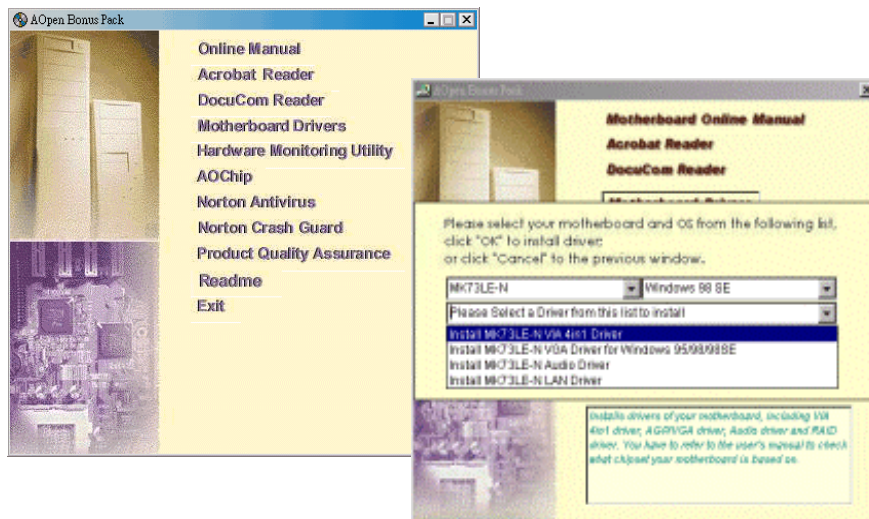 AOpen Bonus Pack
Online Manual
Acrobat Reader
DocuCom Reader
Motherboard Drivers
Hardware Monitoring Utility
AOChip
Norton Antivirus
Norton Crash Guard
Product Quality Assurance
Readme
Exit
AOpen Bonus Pack
Motherboard Online Manual
Acrobat Reader
DocuCom Reader
Motherboard Drivers
Please select your motherboard and OS from the following list,
click "OK" to install driver;
or click "Cancel" to the previous window.
MK73LE-N
Windows 98 SE
Please Select a Driver from this list to install
Install MK73LE-N VIA 4in1 Driver
Install MK73LE-N VGA Driver for Windows 95/98/98SE
Install MK73LE-N Audio Driver
Install MK73LE-N LAN Driver
Installs drivers of your motherboard, including VIA
4in1 driver, AGP/VGA driver, Audio driver and RAID
driver. You have to refer to the user's manual to check
what chipset your motherboard is based on.